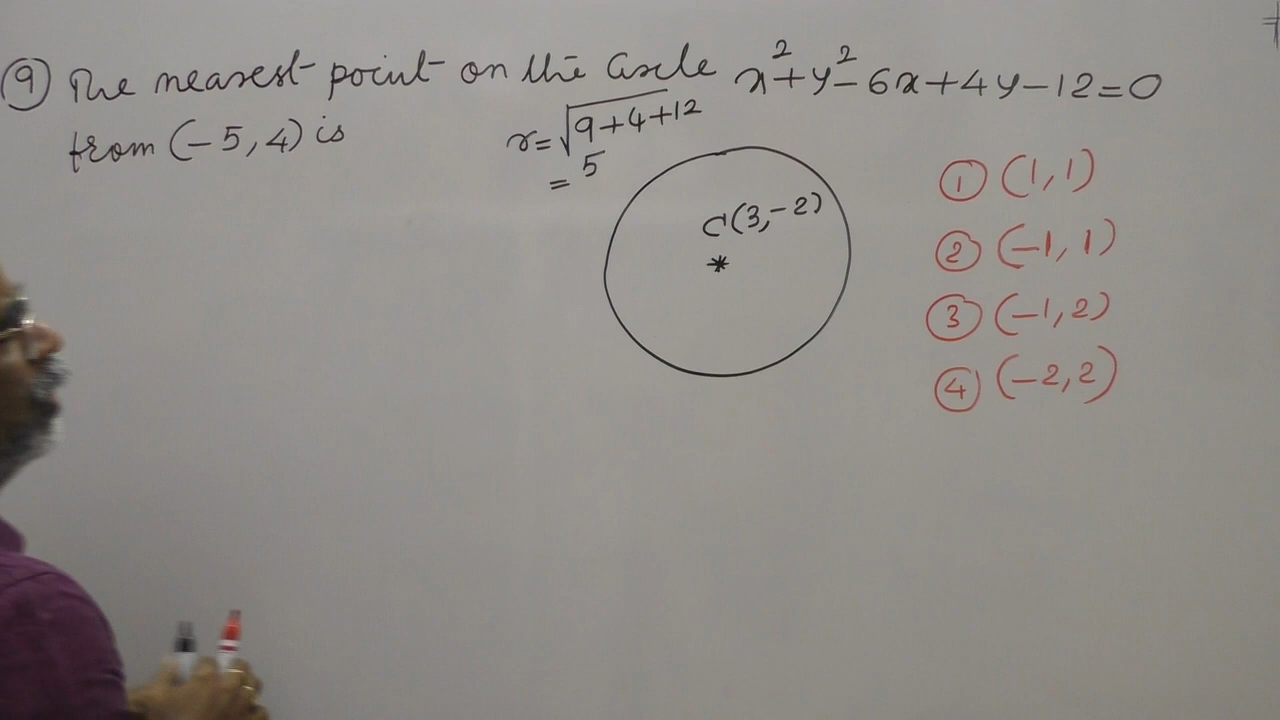 9 The nearest point on the Circle x²+y²-6x+4y-12=0
from (-5,4) is
r=√9+4+12
= 5
C(3,-2)
1 (1,1)
2 (-1,1)
3 (-1,2)
4 (-2,2)